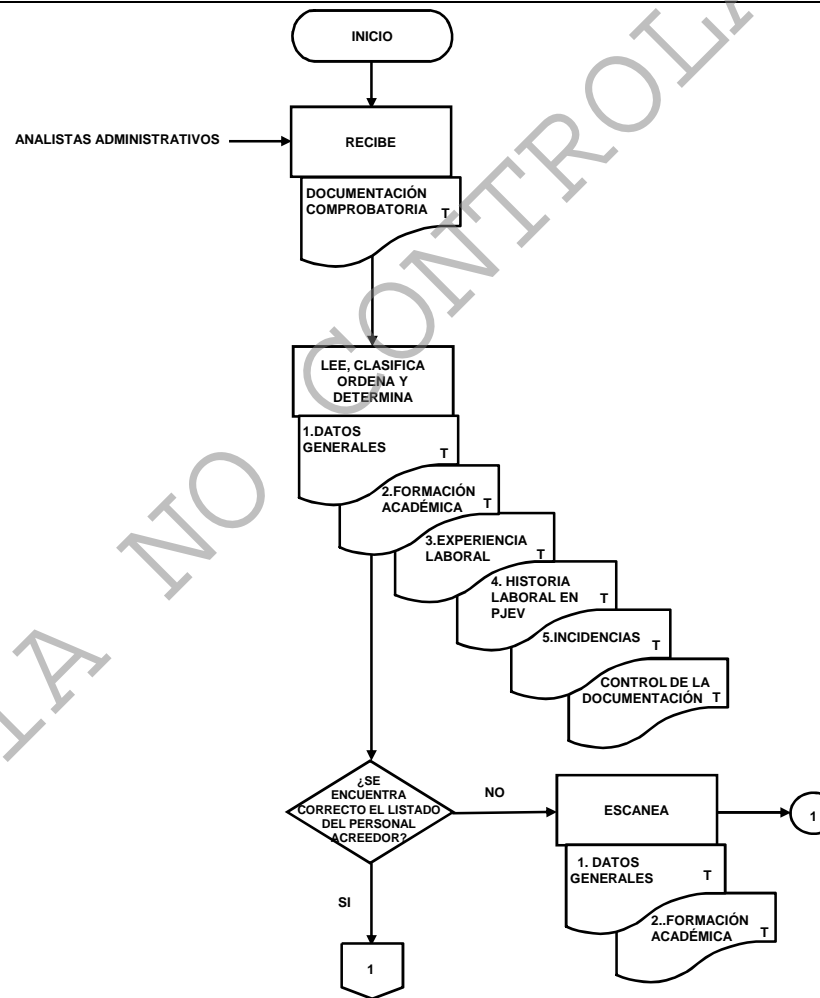 INICIO
ANALISTAS ADMINISTRATIVOS
RECIBE
DOCUMENTACIÓN
COMPROBATORIA T
LEE, CLASIFICA
ORDENA Y
DETERMINA
1.DATOS
GENERALES
T
2.FORMACIÓN
ACADÉMICA T
3.EXPERIENCIA
LABORAL T
4. HISTORIA
LABORAL EN T
PJEV
5.INCIDENCIAS T
CONTROL DE LA
DOCUMENTACIÓN T
¿SE
ENCUENTRA
CORRECTO EL LISTADO
DEL PERSONAL
ACREEDOR?
NO
ESCANEA
1
1. DATOS
GENERALES T
2..FORMACIÓN
ACADÉMICA T
SI
1
IA NO CONTROLA